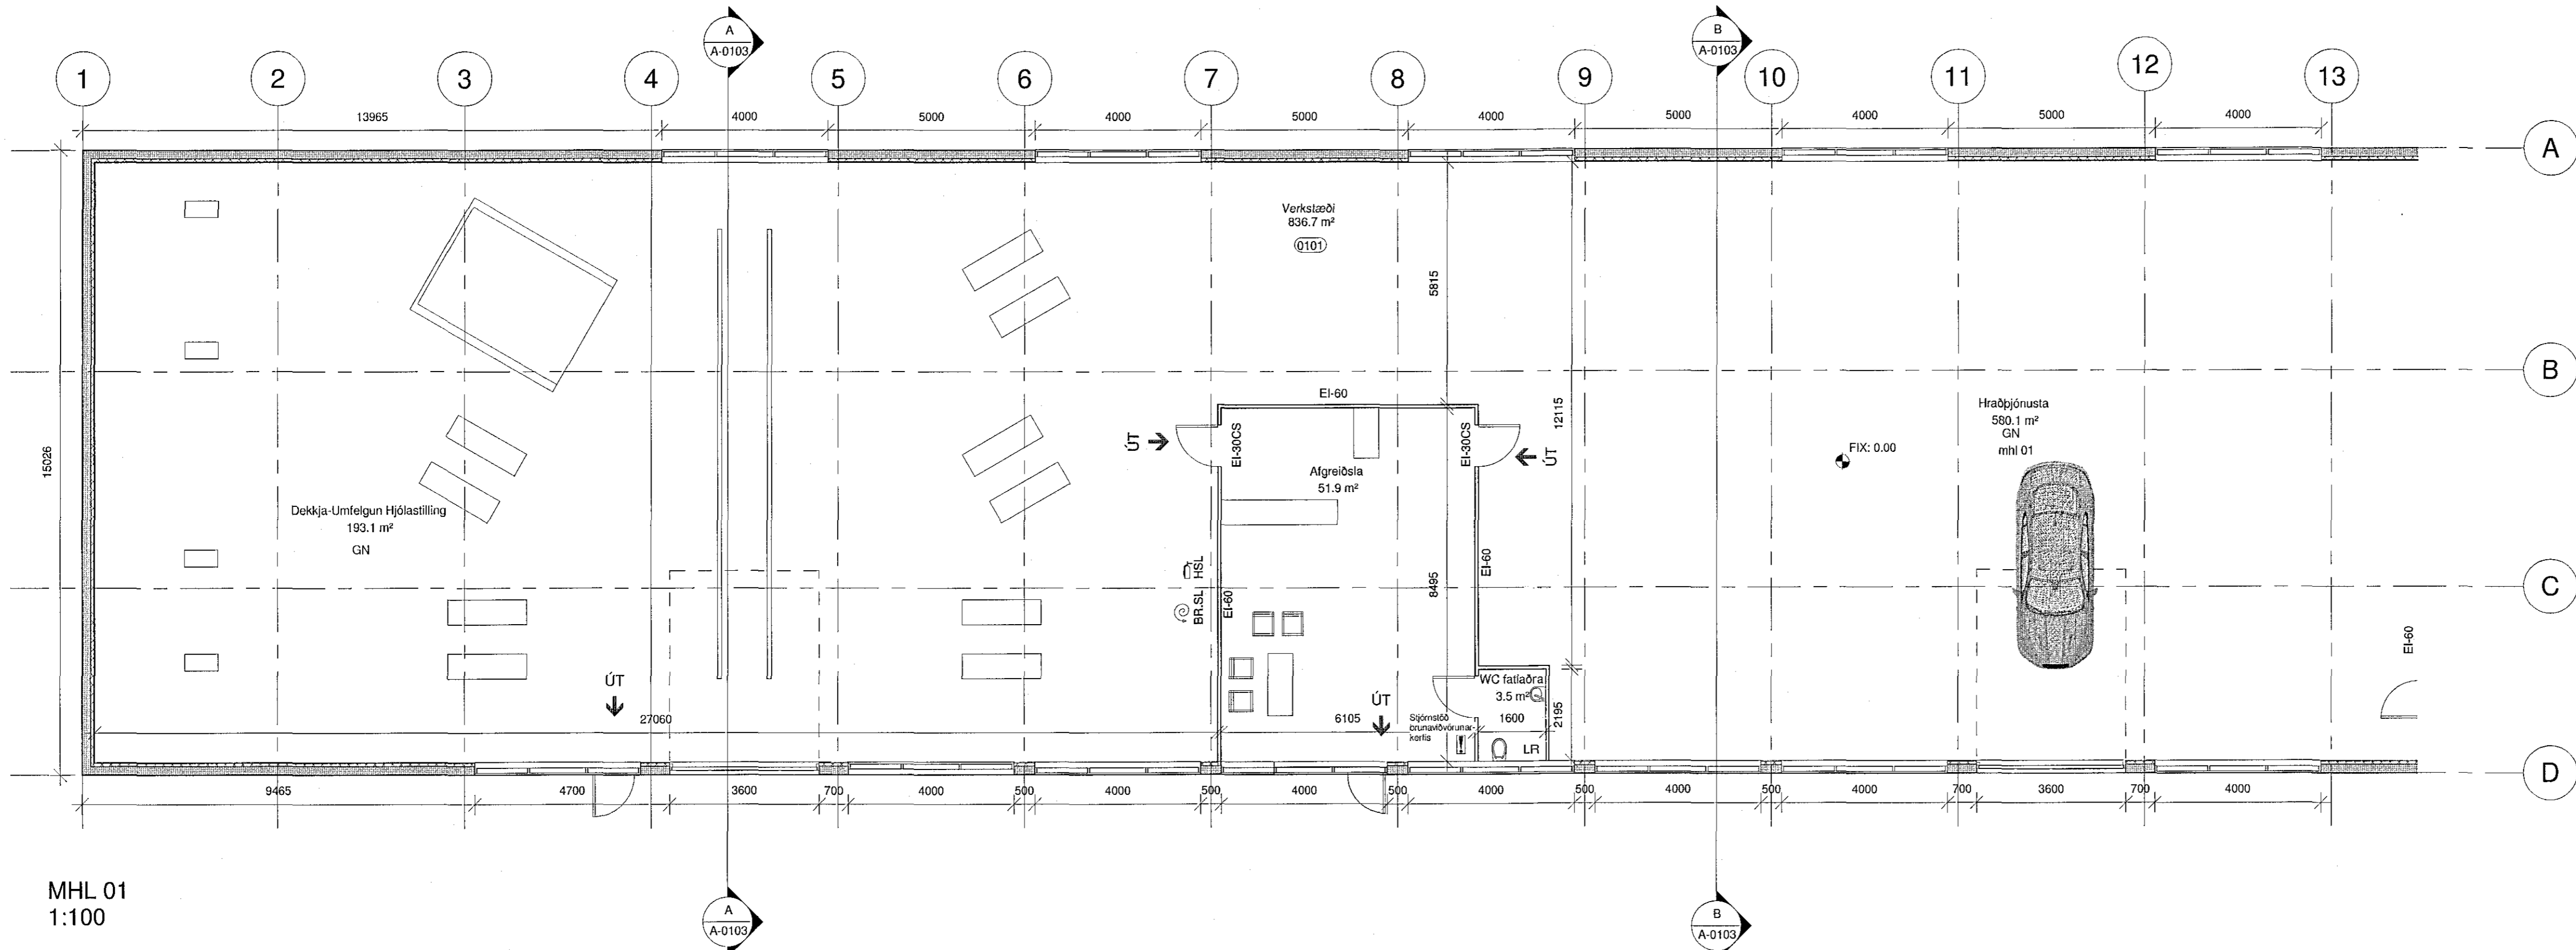 A
A-0103
B
A-0103
1
2
3
4
5
6
7
8
9
10
11
12
13
13965
4000
5000
4000
5000
4000
5000
4000
5000
4000
A
B
C
D
15026
Verkstæði
836.7 m²
0101
5815
12115
EI-60
ÚT
EI-30CS
EI-30CS
ÚT
Afgreiðsla
51.9 m²
Hraðþjónusta
580.1 m²
GN
mhl 01
FIX: 0.00
Dekkja-Umfelgun Hjólastilling
193.1 m²
GN
HSL
BR.SL
EI-60
8495
EI-60
EI-60
ÚT
27060
6105
ÚT
Stjórnstöð
brunaviðvörunar-
kerfis
WC fatlaðra
3.5 m²
1600
2195
LR
9465
4700
3600
700
4000
500
4000
500
4000
500
4000
500
4000
500
4000
700
3600
700
4000
MHL 01
1:100
A
A-0103
B
A-0103